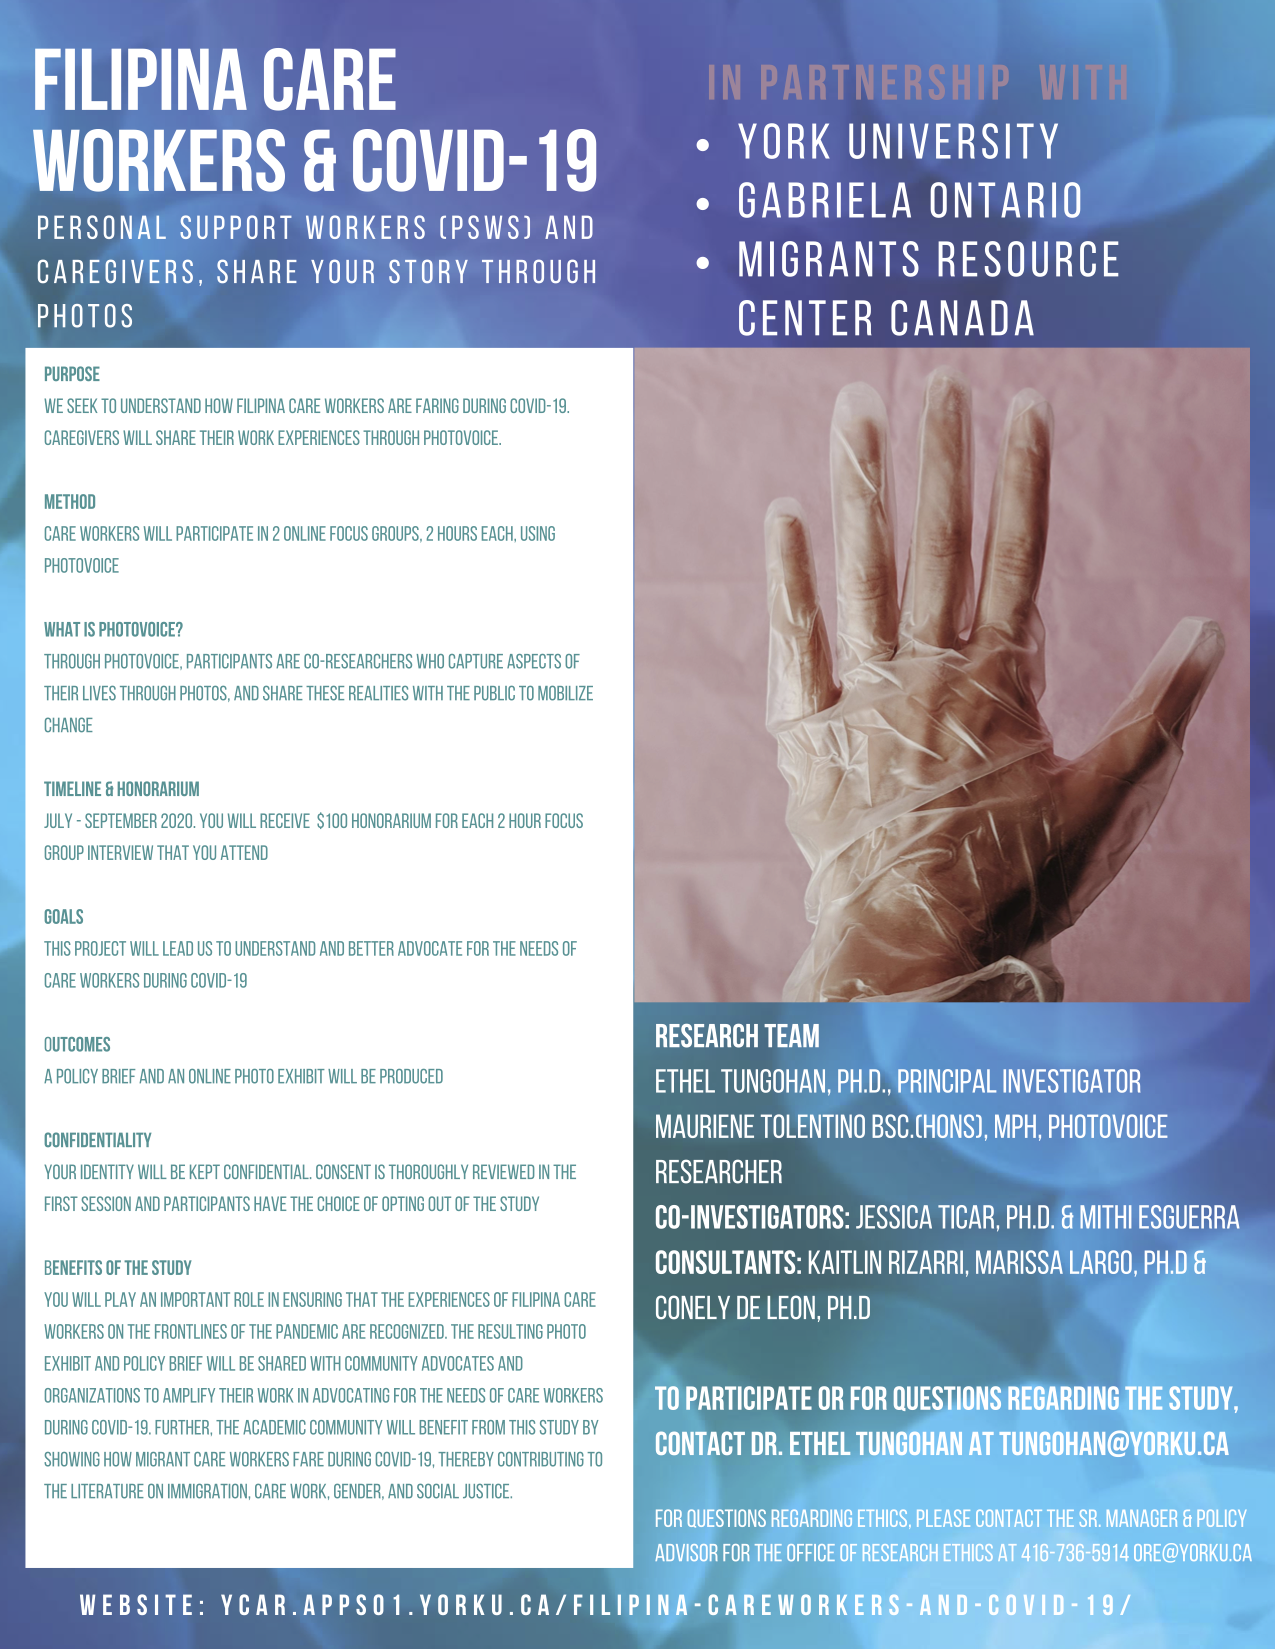 FILIPINA CARE
WORKERS & COVID-19
PERSONAL SUPPORT WORKERS (PSWS) AND
CAREGIVERS, SHARE YOUR STORY THROUGH
PHOTOS
IN PARTNERSHIP WITH
• YORK UNIVERSITY
• GABRIELA ONTARIO
• MIGRANTS RESOURCE
CENTER CANADA
PURPOSE
WE SEEK TO UNDERSTAND HOW FILIPINA CARE WORKERS ARE FARING DURING COVID-19.
CAREGIVERS WILL SHARE THEIR WORK EXPERIENCES THROUGH PHOTOVOICE.
METHOD
CARE WORKERS WILL PARTICIPATE IN 2 ONLINE FOCUS GROUPS, 2 HOURS EACH, USING
PHOTOVOICE
WHAT IS PHOTOVOICE?
THROUGH PHOTOVOICE, PARTICIPANTS ARE CO-RESEARCHERS WHO CAPTURE ASPECTS OF
THEIR LIVES THROUGH PHOTOS, AND SHARE THESE REALITIES WITH THE PUBLIC TO MOBILIZE
CHANGE
TIMELINE & HONORARIUM
JULY - SEPTEMBER 2020. YOU WILL RECEIVE $100 HONORARIUM FOR EACH 2 HOUR FOCUS
GROUP INTERVIEW THAT YOU ATTEND
GOALS
THIS PROJECT WILL LEAD US TO UNDERSTAND AND BETTER ADVOCATE FOR THE NEEDS OF
CARE WORKERS DURING COVID-19
OUTCOMES
A POLICY BRIEF AND AN ONLINE PHOTO EXHIBIT WILL BE PRODUCED
CONFIDENTIALITY
YOUR IDENTITY WILL BE KEPT CONFIDENTIAL. CONSENT IS THOROUGHLY REVIEWED IN THE
FIRST SESSION AND PARTICIPANTS HAVE THE CHOICE OF OPTING OUT OF THE STUDY
BENEFITS OF THE STUDY
YOU WILL PLAY AN IMPORTANT ROLE IN ENSURING THAT THE EXPERIENCES OF FILIPINA CARE
WORKERS ON THE FRONTLINES OF THE PANDEMIC ARE RECOGNIZED. THE RESULTING PHOTO
EXHIBIT AND POLICY BRIEF WILL BE SHARED WITH COMMUNITY ADVOCATES AND
ORGANIZATIONS TO AMPLIFY THEIR WORK IN ADVOCATING FOR THE NEEDS OF CARE WORKERS
DURING COVID-19. FURTHER, THE ACADEMIC COMMUNITY WILL BENEFIT FROM THIS STUDY BY
SHOWING HOW MIGRANT CARE WORKERS FARE DURING COVID-19, THEREBY CONTRIBUTING TO
THE LITERATURE ON IMMIGRATION, CARE WORK, GENDER, AND SOCIAL JUSTICE.
RESEARCH TEAM
ETHEL TUNGOHAN, PH.D., PRINCIPAL INVESTIGATOR
MAURIENE TOLENTINO BSC.(HONS), MPH, PHOTOVOICE
RESEARCHER
CO-INVESTIGATORS: JESSICA TICAR, PH.D. & MITHI ESGUERRA
CONSULTANTS: KAITLIN RIZARRI, MARISSA LARGO, PH.D &
CONELY DE LEON, PH.D
TO PARTICIPATE OR FOR QUESTIONS REGARDING THE STUDY,
CONTACT DR. ETHEL TUNGOHAN AT TUNGOHAN@YORKU.CA
FOR QUESTIONS REGARDING ETHICS, PLEASE CONTACT THE SR. MANAGER & POLICY
ADVISOR FOR THE OFFICE OF RESEARCH ETHICS AT 416-736-5914 ORE@YORKU.CA
WEBSITE: YCAR.APPS01.YORKU.CA/FILIPINA-CAREWORKERS-AND-COVID-19/